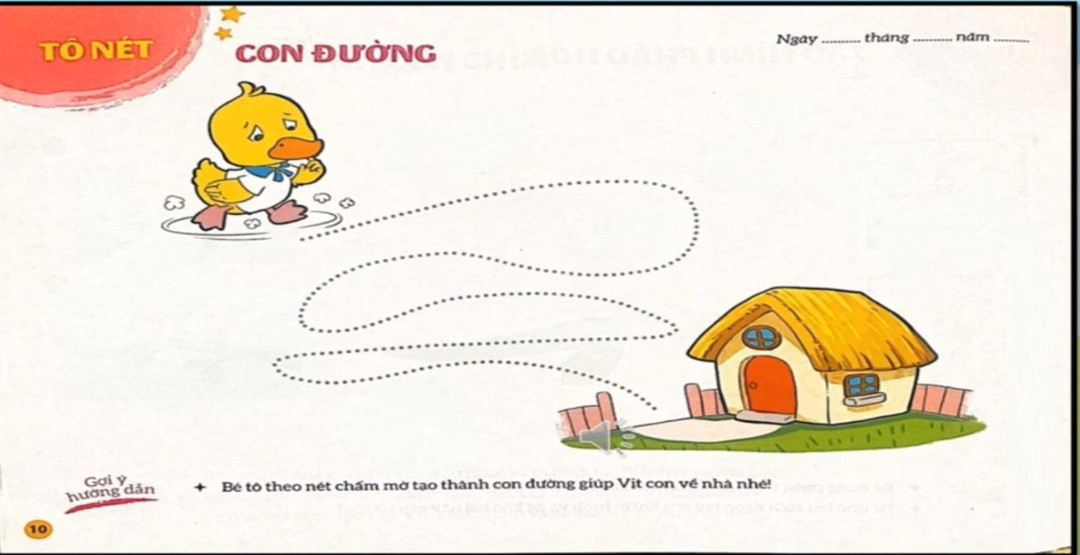 TÔ NÉT
CON ĐƯỜNG
Ngày ......... tháng ......... năm .........
Gợi ý
hướng dẫn
+ Bé tô theo nét chấm mờ tạo thành con đường giúp Vịt con về nhà nhé!
10